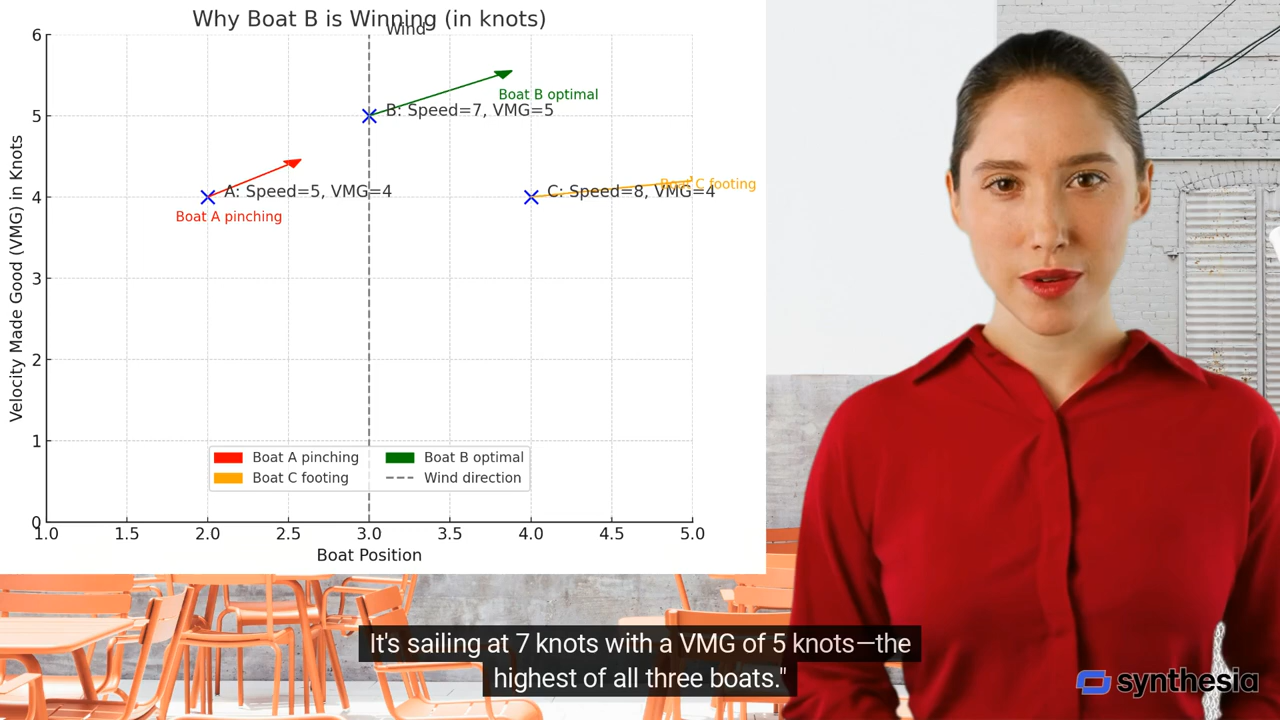 Why Boat B is Winning (in knots)
Wind
Velocity Made Good (VMG) in Knots
6
5
4
3
2
1
0
Boat B optimal
B: Speed=7, VMG=5
A: Speed=5, VMG=4
Boat A pinching
Boat C footing
C: Speed=8, VMG=4
Boat A pinching
Boat B optimal
Boat C footing
Wind direction
1.0 1.5 2.0 2.5 3.0 3.5 4.0 4.5 5.0
Boat Position
It's sailing at 7 knots with a VMG of 5 knots—the
highest of all three boats."
synthesia